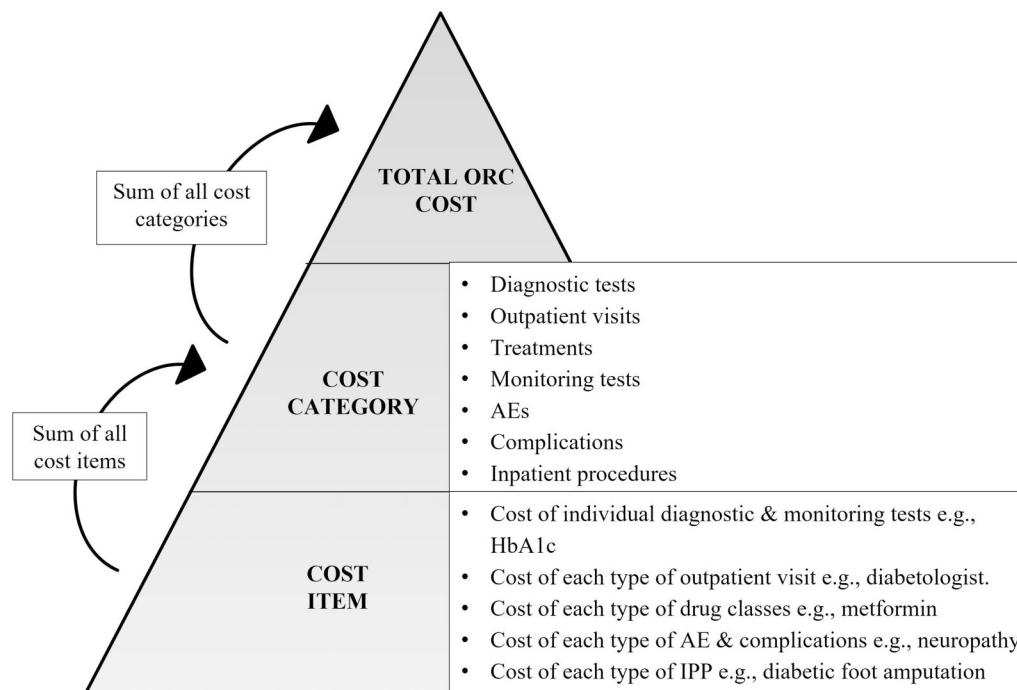 TOTAL ORC
COST
Sum of all cost
categories
• Diagnostic tests
• Outpatient visits
• Treatments
• Monitoring tests
• AEs
• Complications
• Inpatient procedures
COST
CATEGORY
Sum of all
cost items
• Cost of individual diagnostic & monitoring tests e.g.,
HbA1c
• Cost of each type of outpatient visit e.g., diabetologist.
• Cost of each type of drug classes e.g., metformin
• Cost of each type of AE & complications e.g., neuropathy
• Cost of each type of IPP e.g., diabetic foot amputation
COST
ITEM